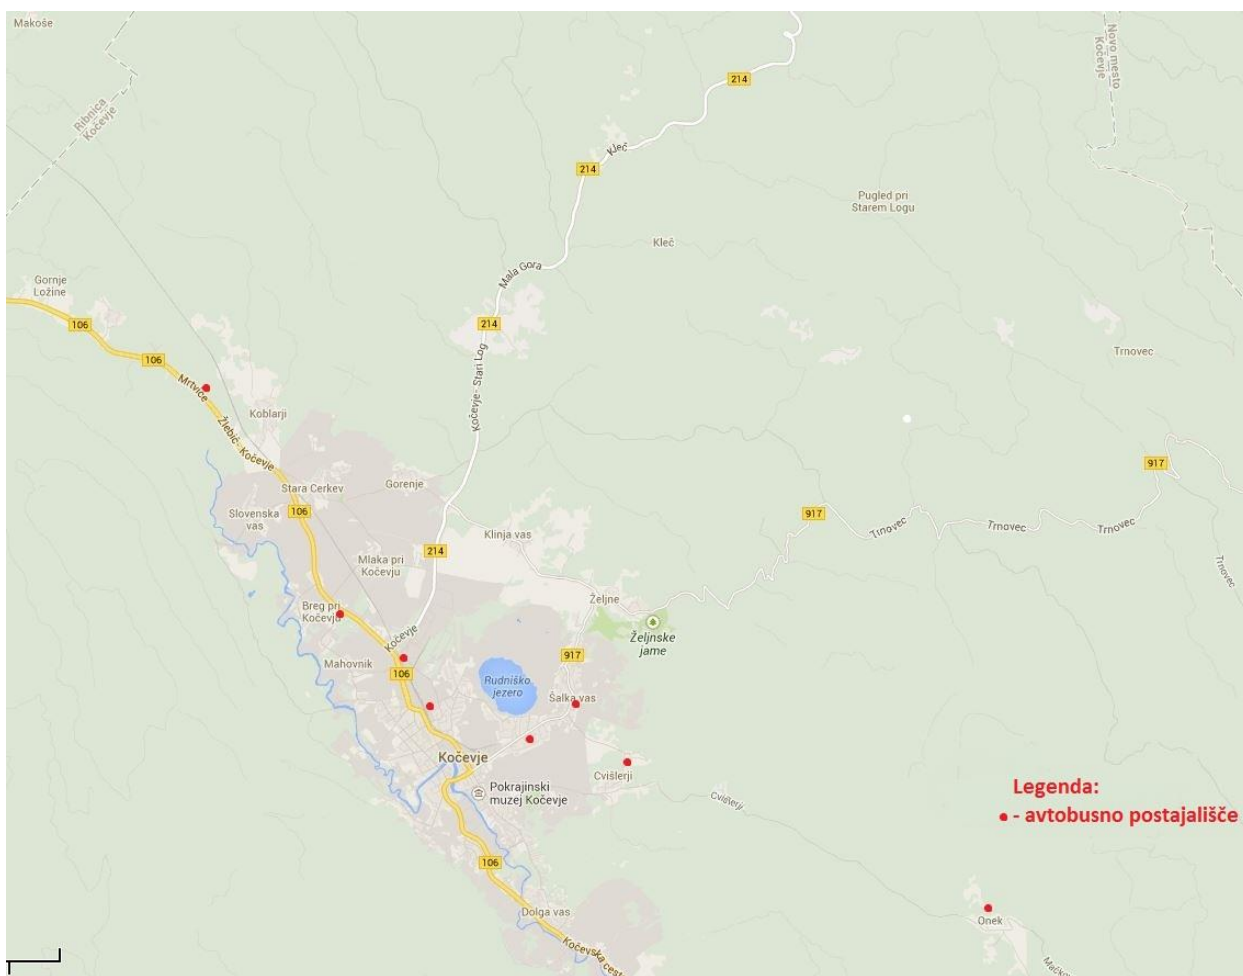 Makoše
Ribnica
Kočevje
Novo mesto
Kočevje
214
Kleč
214
Pugled pri
Starem Logu
Kleč
Mala Gora
Gornje
Ložine
106
214
106
Trnovec
Mrtvice
Kočevje - Stari Log
Koblarji
Žlebič - Kočevje
917
Gorenje
Stara Cerkev
106
Slovenska
vas
917
Trnovec
Trnovec
Trnovec
Klinja vas
214
Mlaka pri
Kočevju
Trnovec
Željne
Breg pri
Kočevju
Željnske
jame
Kočevje
917
Mahovnik
106
Rudniško
jezero
Šalka vas
Kočevje
Cvišlerji
Pokrajinski
muzej Kočevje
Cvišlerji
Legenda:
- avtobusno postajališče
106
Dolga vas
Onek
Kočevska cest
Mačkov